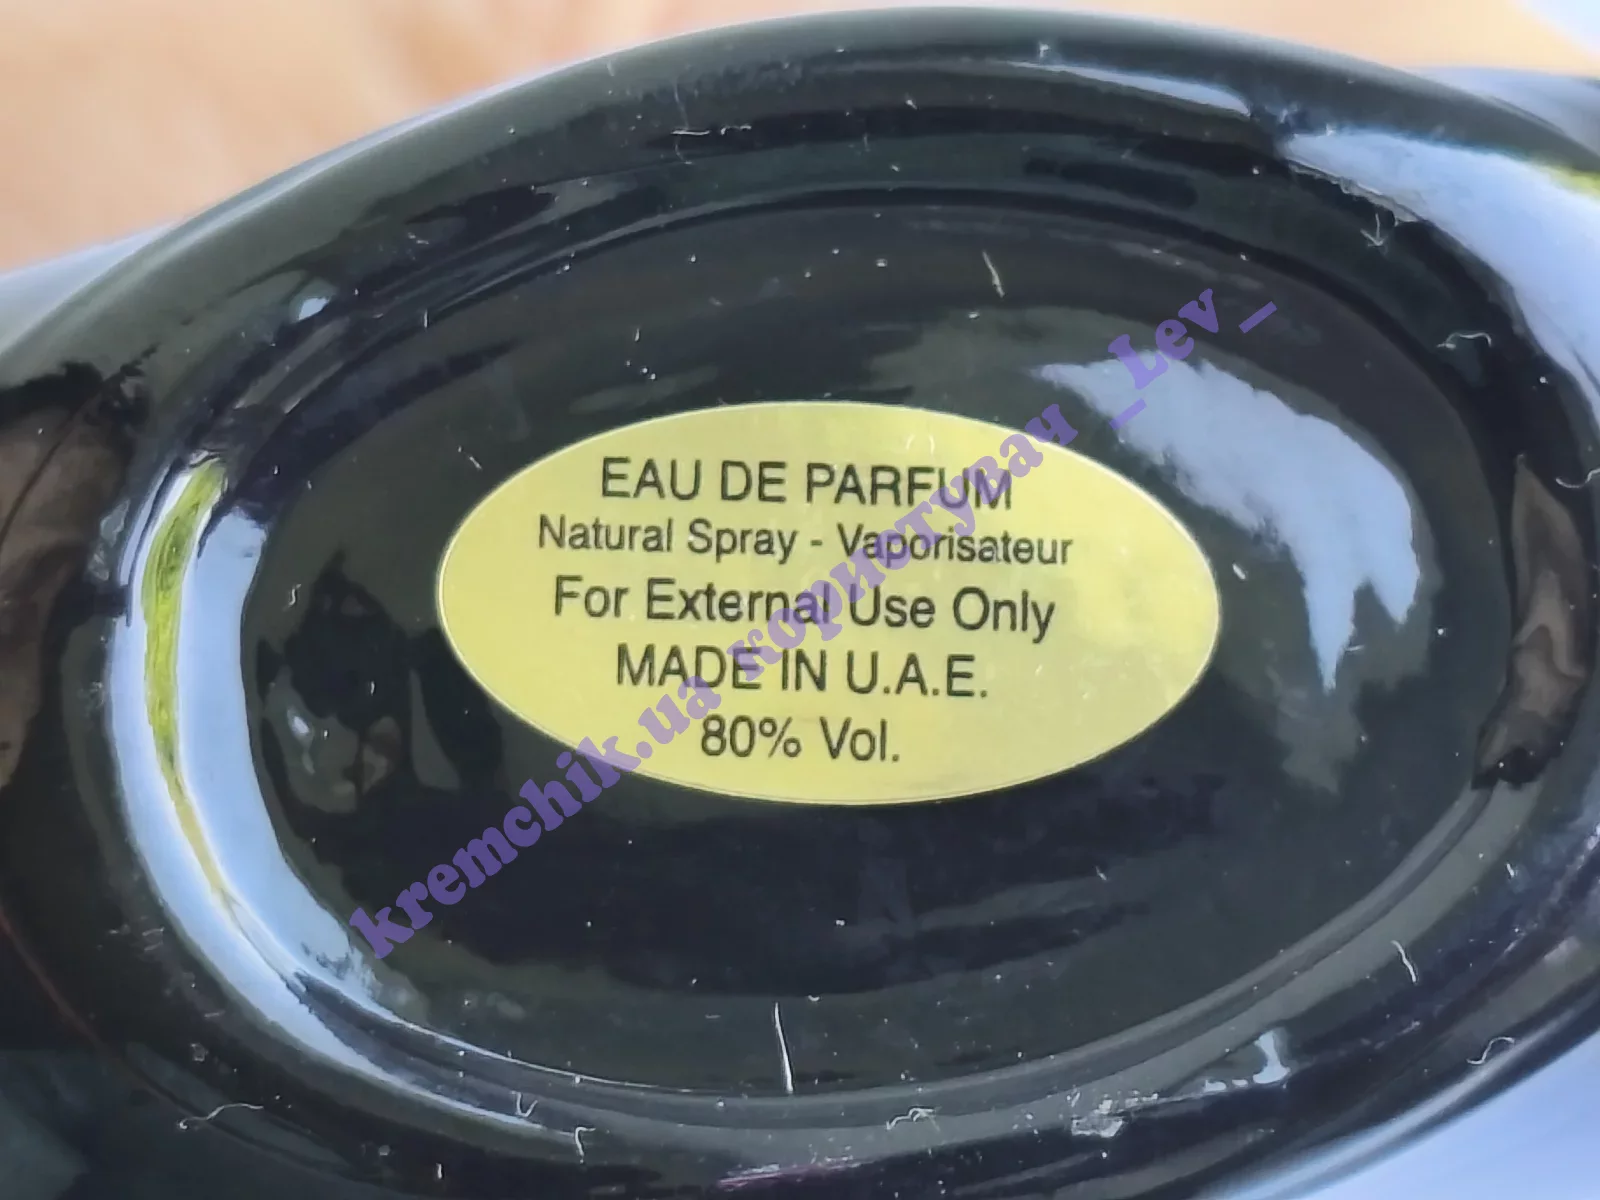 EAU DE PARFUM
Natural Spray - Vaporisateur
For External Use Only
MADE IN U.A.E.
80% Vol.
kremchik.ua користувач _Lev_